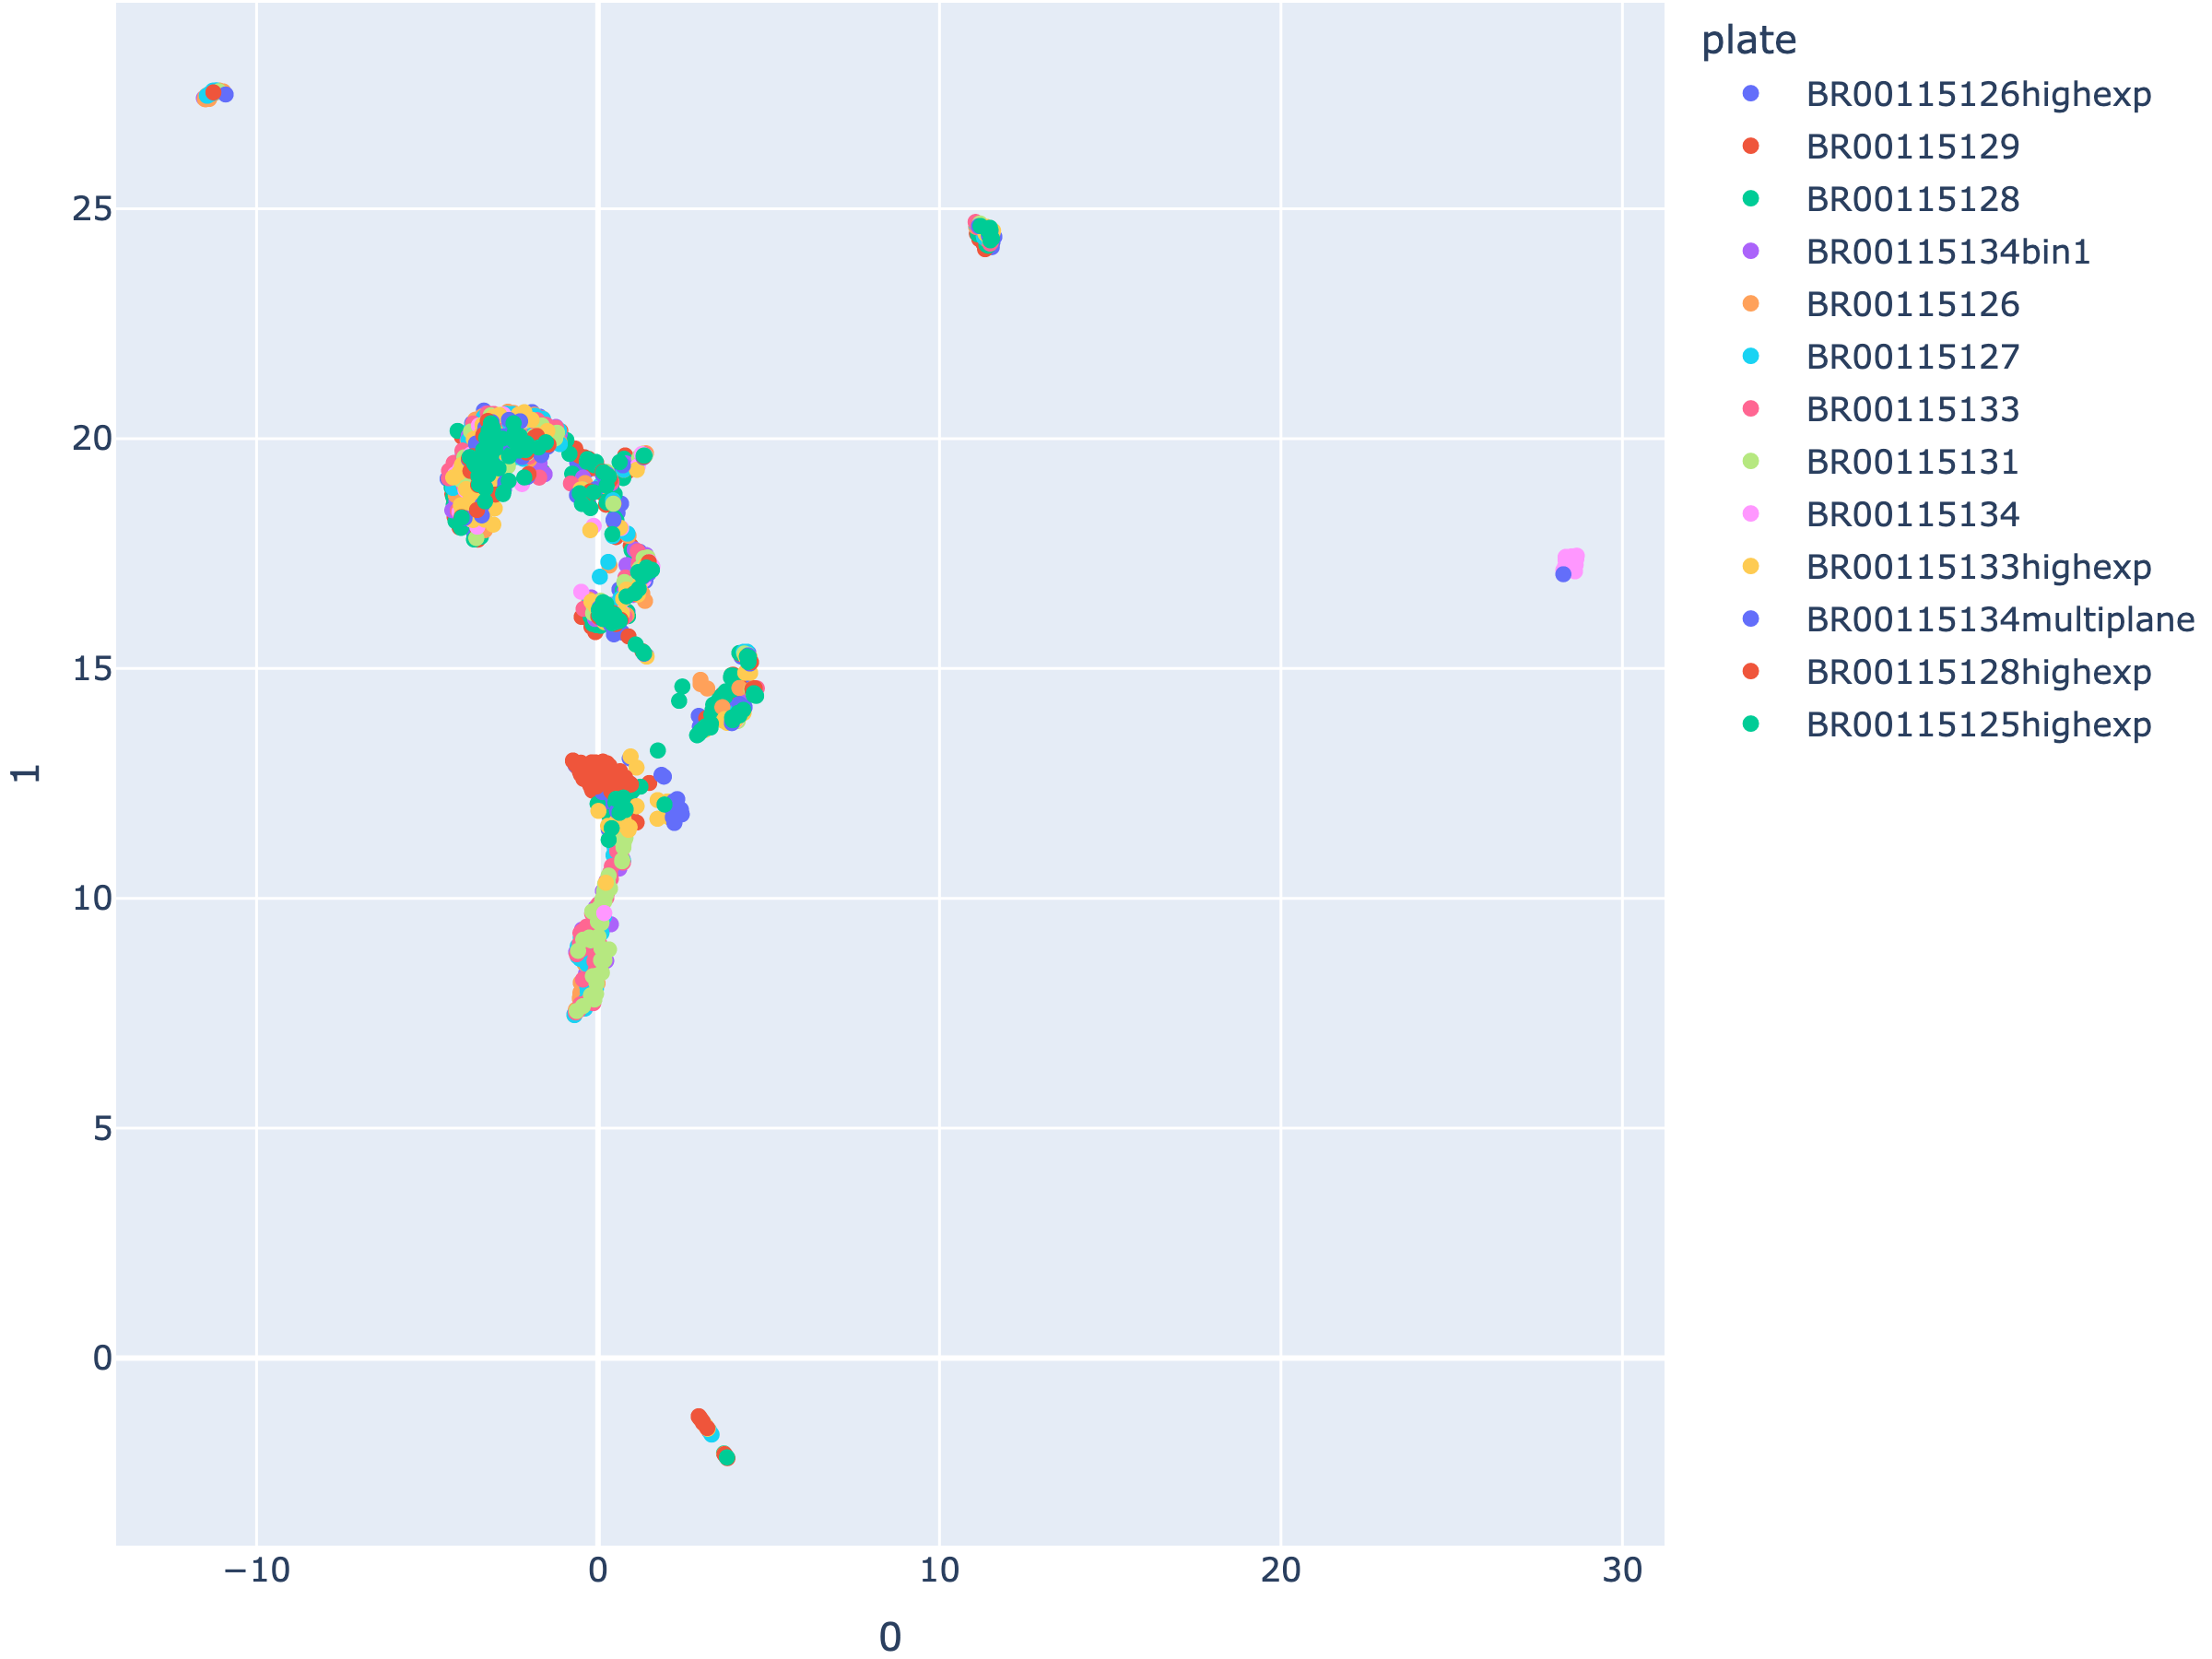 plate
BR00115126highexp
BR00115129
BR00115128
BR00115134bin1
BR00115126
BR00115127
BR00115133
BR00115131
BR00115134
BR00115133highexp
BR00115134multiplane
BR00115128highexp
BR00115125highexp
25
20
15
10
5
0
1
−10
0
10
20
30
0